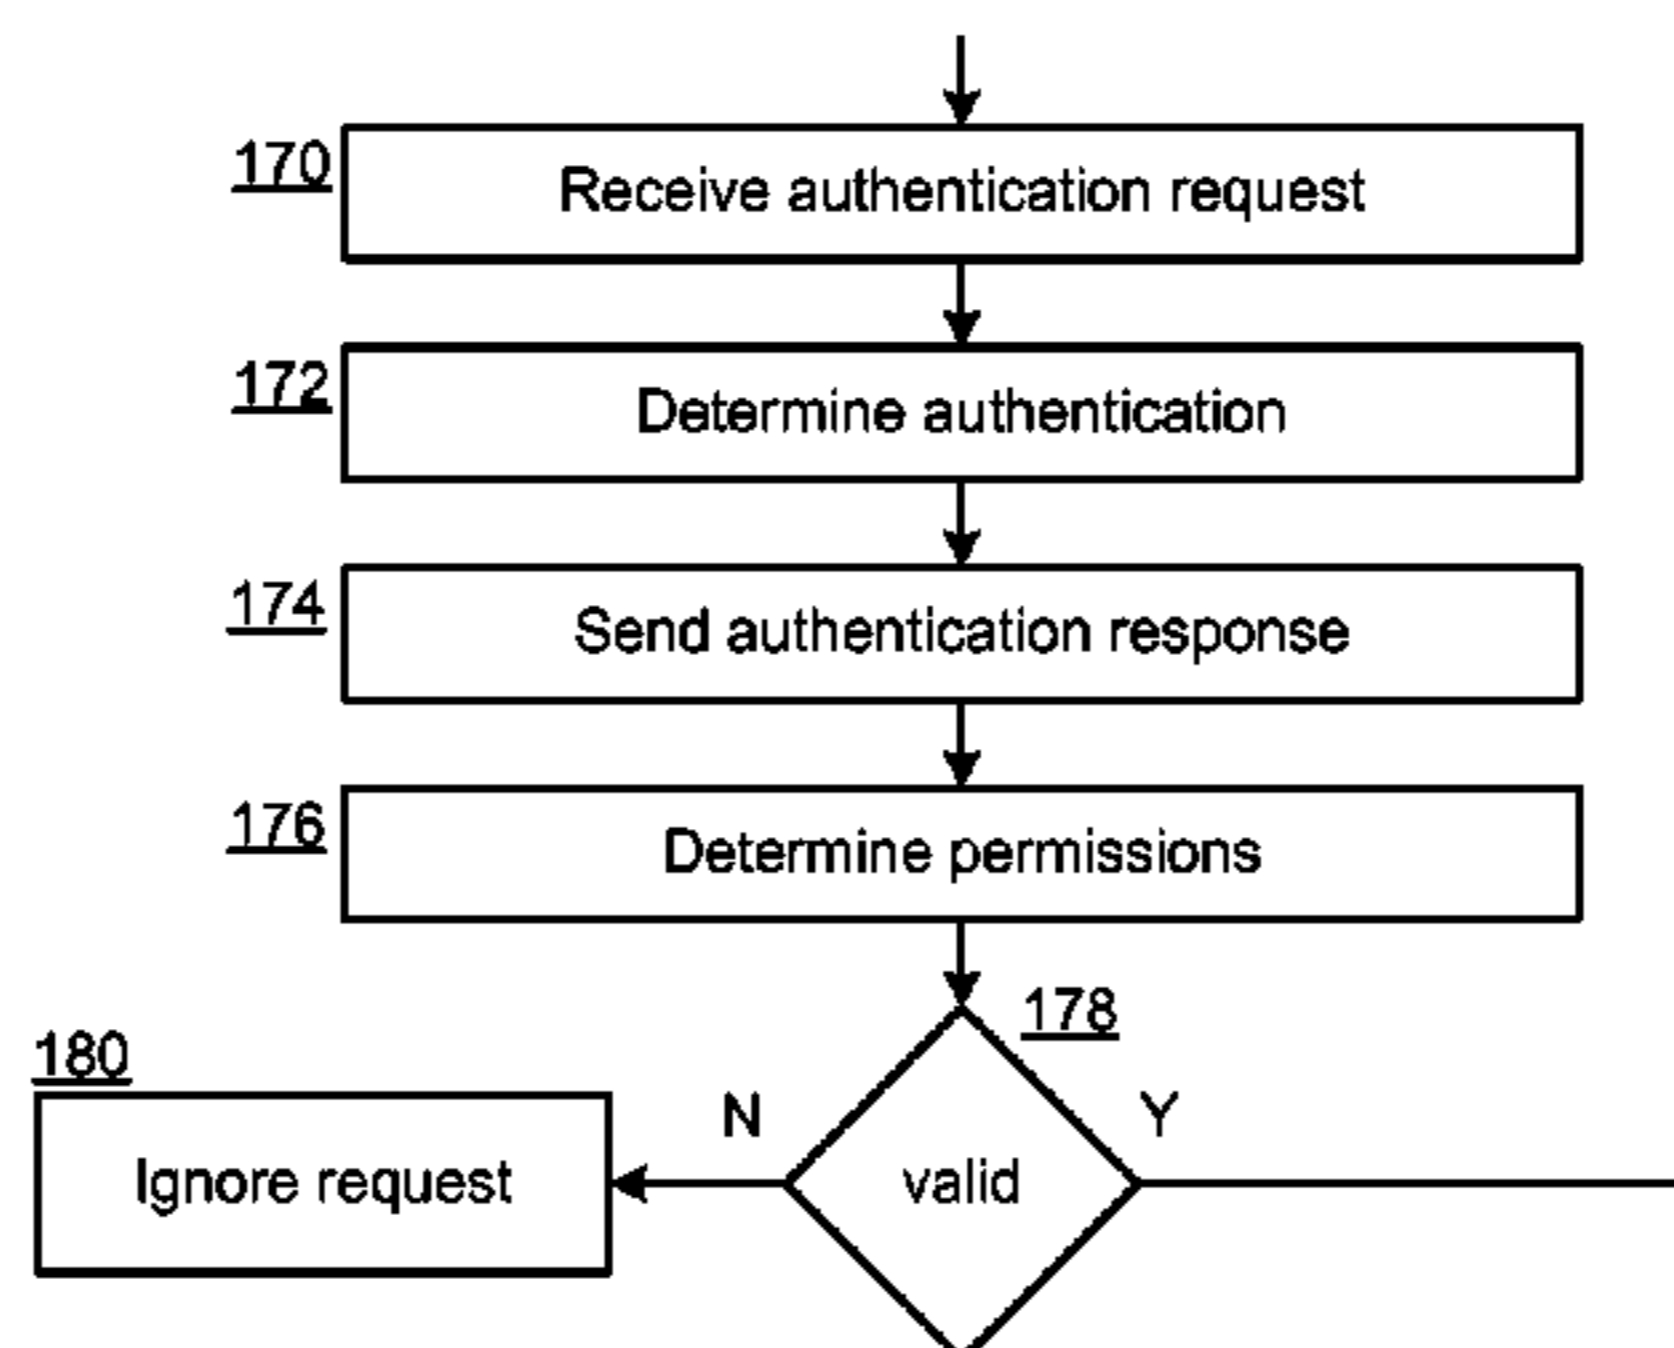 170
Receive authentication request
172
Determine authentication
174
Send authentication response
176
Determine permissions
178
180
N
Y
Ignore request
valid